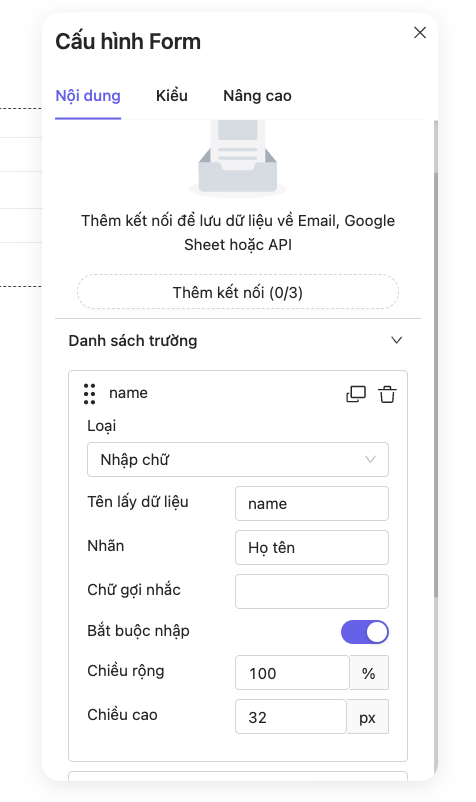 Cấu hình Form
Nội dung Kiểu Nâng cao
Thêm kết nối để lưu dữ liệu về Email, Google
Sheet hoặc API
Thêm kết nối (0/3)
Danh sách trường
name
Loại
Nhập chữ
Tên lấy dữ liệu name
Nhãn Họ tên
Chữ gợi nhắc
Bắt buộc nhập
Chiều rộng 100 %
Chiều cao 32 px